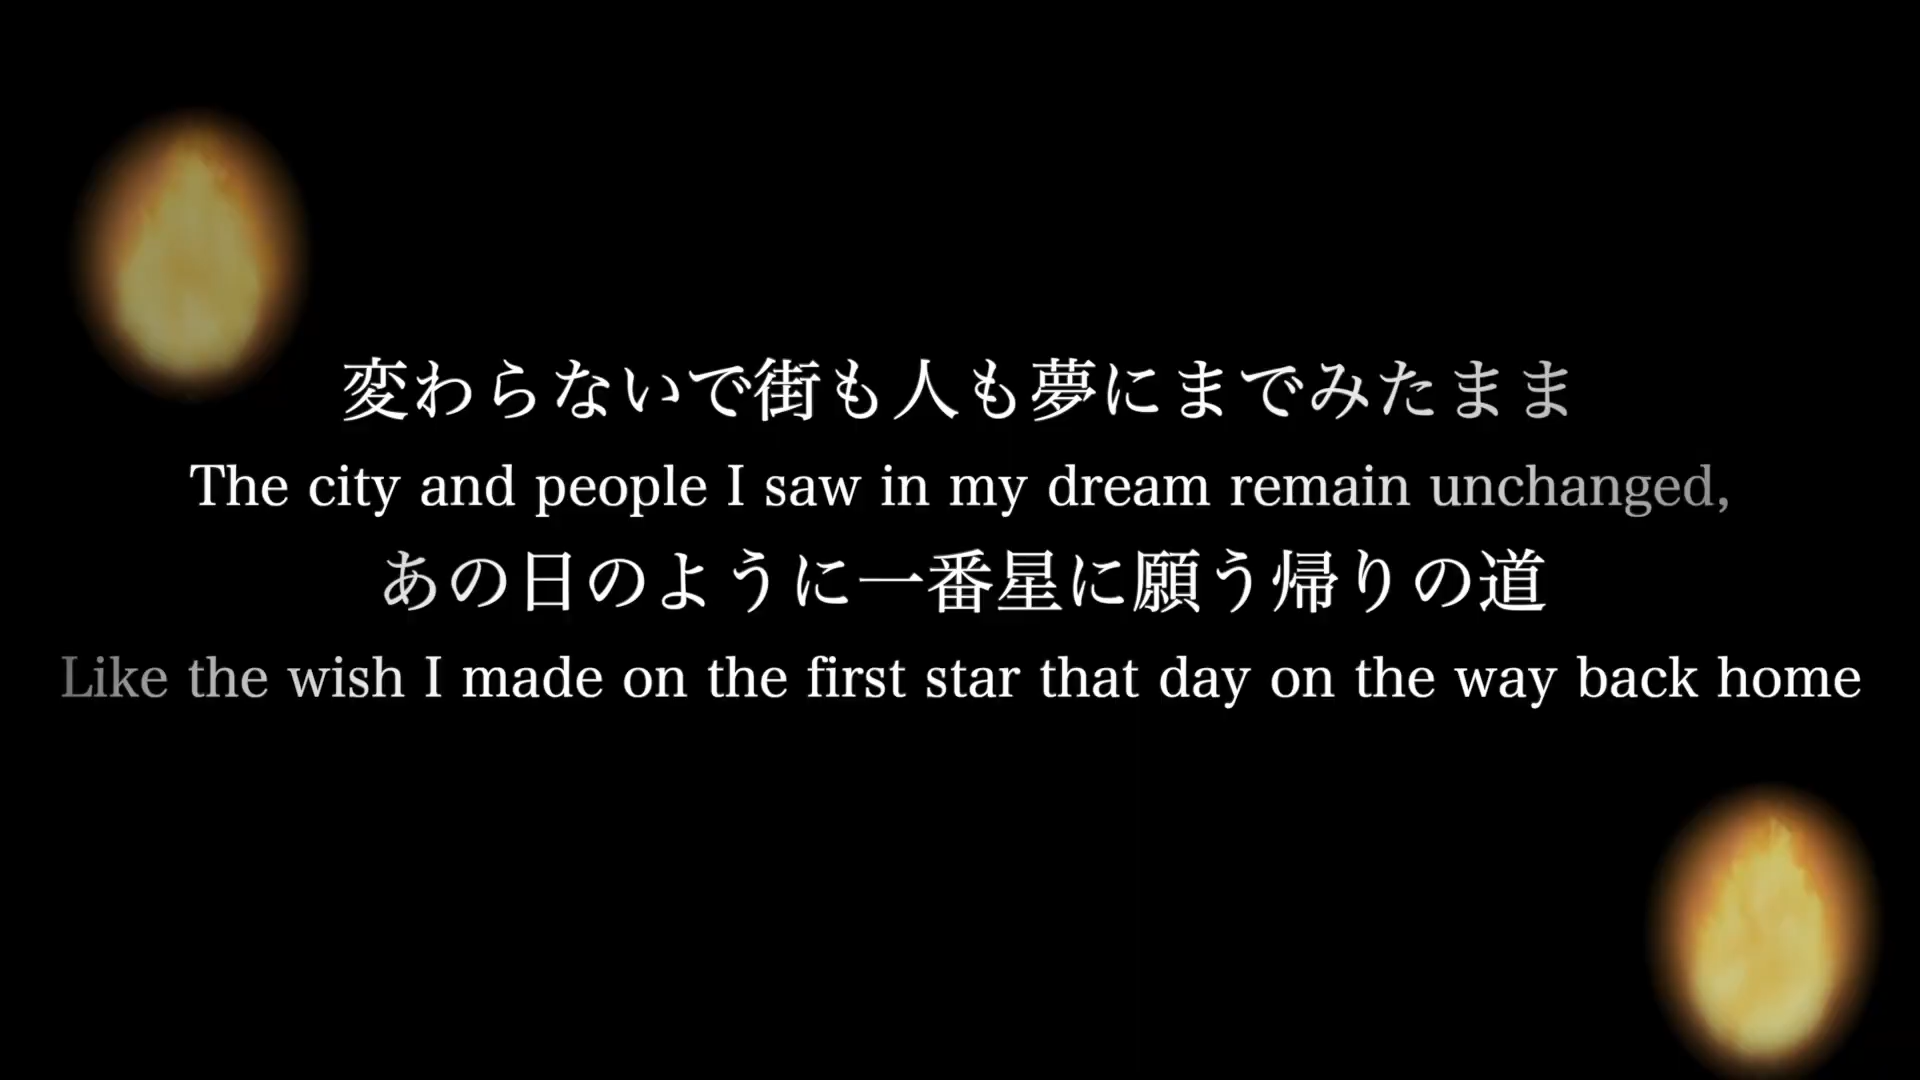 変わらないで街も人も夢にまでみたまま
The city and people I saw in my dream remain unchanged,
あの日のように一番星に願う帰りの道
Like the wish I made on the first star that day on the way back home